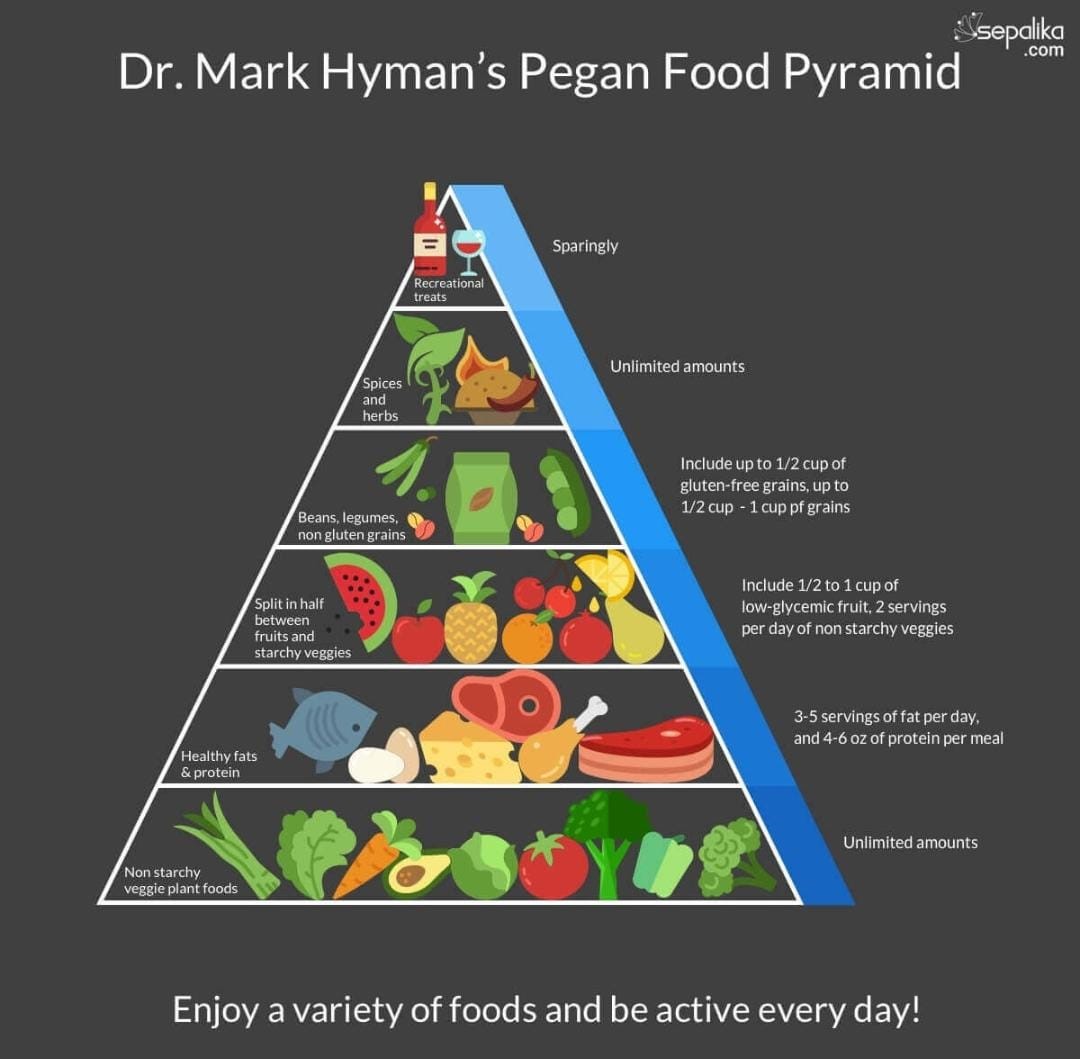 sepalika
.com
Dr. Mark Hyman's Pegan Food Pyramid
Recreational
treats
Sparingly
Spices
and
herbs
Unlimited amounts
Beans, legumes,
non gluten grains
Include up to 1/2 cup of
gluten-free grains, up to
1/2 cup - 1 cup pf grains
Split in half
between
fruits and
starchy veggies
Include 1/2 to 1 cup of
low-glycemic fruit, 2 servings
per day of non starchy veggies
Healthy fats
& protein
3-5 servings of fat per day,
and 4-6 oz of protein per meal
Non starchy
veggie plant foods
Unlimited amounts
Enjoy a variety of foods and be active every day!